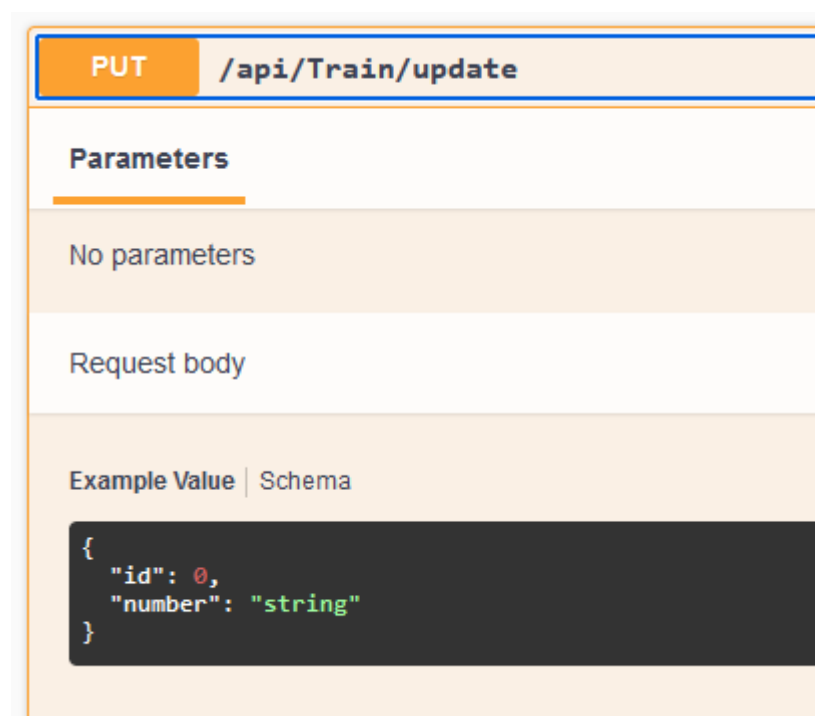 PUT /api/Train/update
Parameters
No parameters
Request body
Example Value | Schema
{
  "id": 0,
  "number": "string"
}